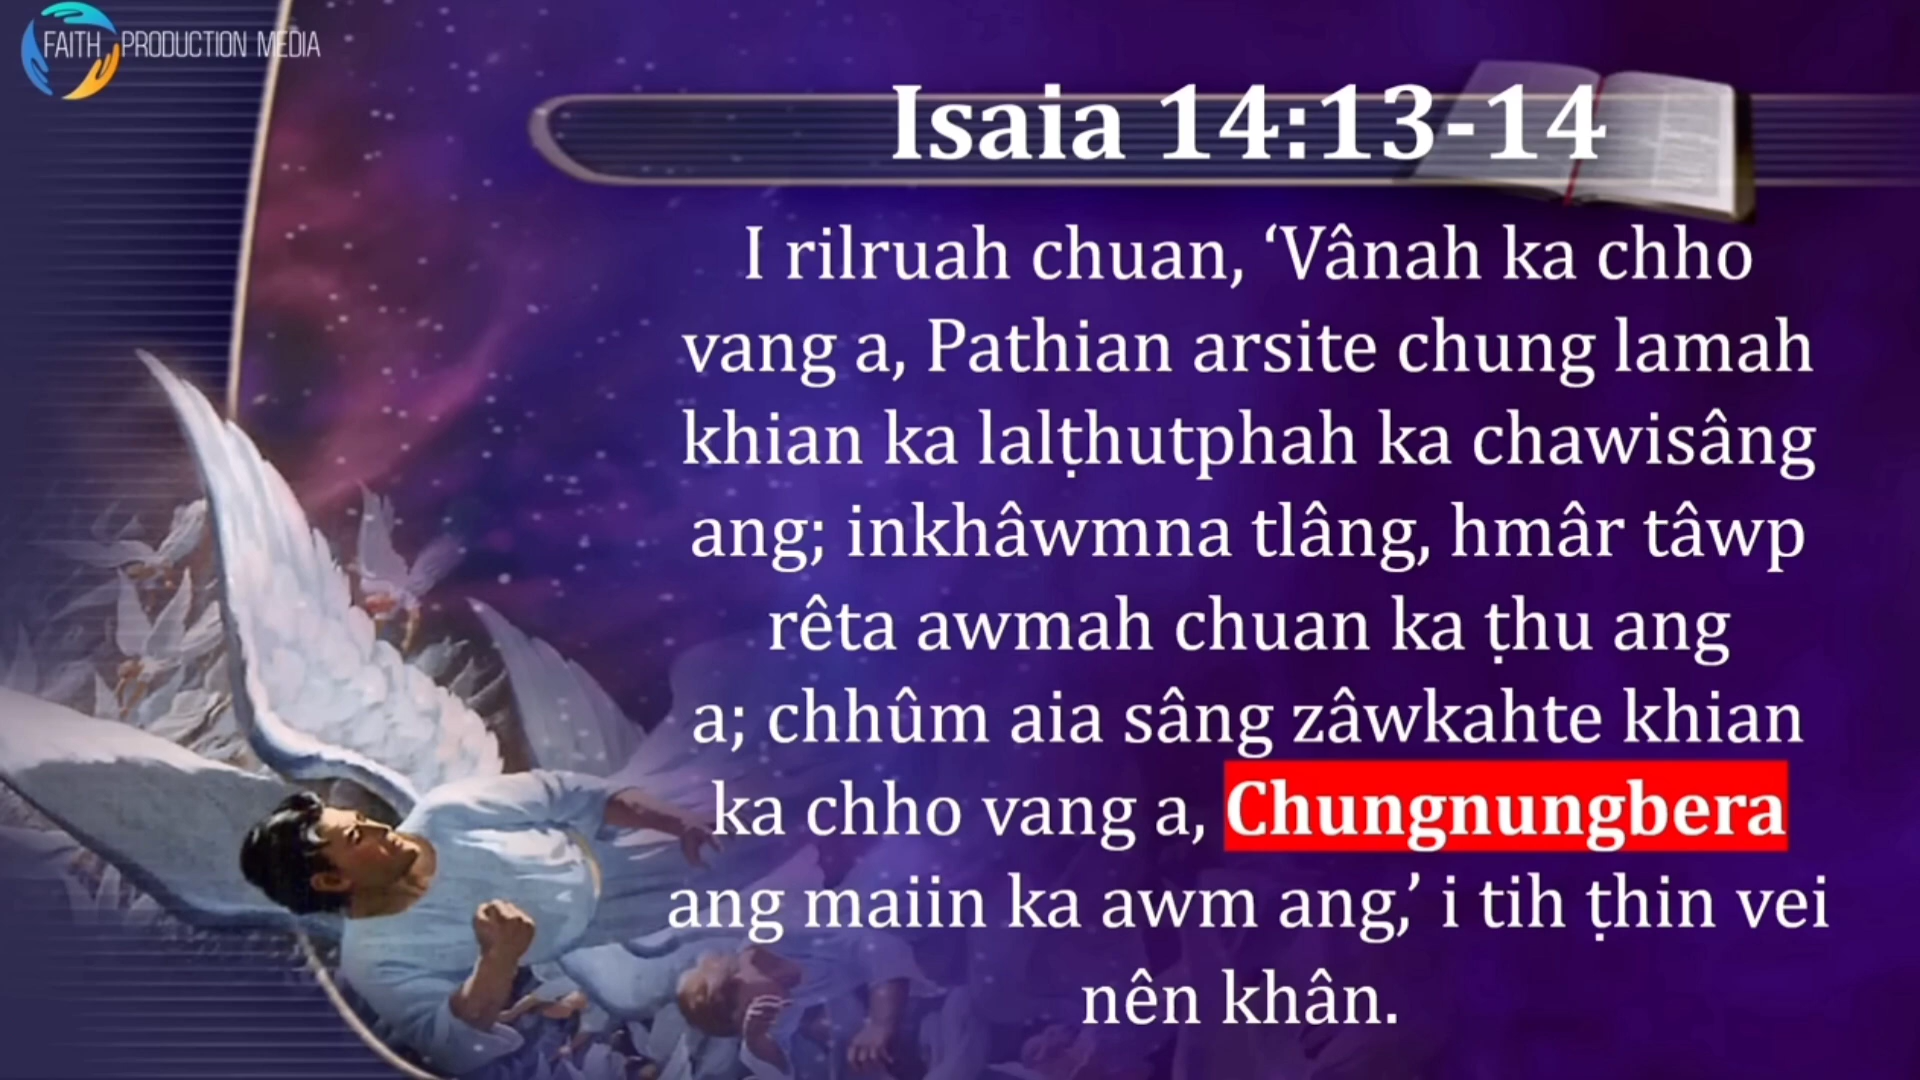 FAITH PRODUCTION MEDIA
Isaia 14:13-14
I rilruah chuan, ‘Vânah ka chho
vang a, Pathian arsite chung lamah
khian ka lalṭhutphah ka chawisâng
ang; inkhâwmna tlâng, hmâr tâwp
rêta awmah chuan ka ṭhu ang
a; chhûm aia sâng zâwkahte khian
ka chho vang a, Chungnungbera
ang maiin ka awm ang,’ i tih ṭhin vei
nên khân.